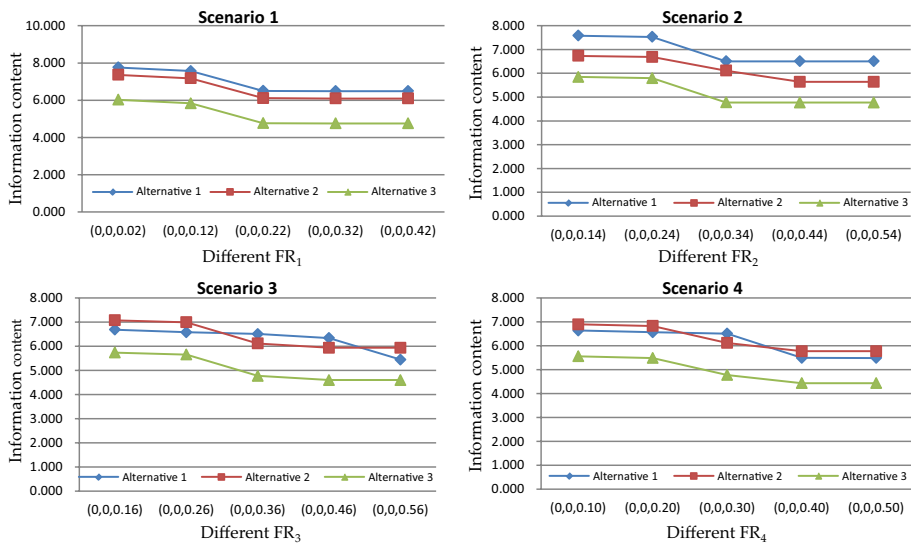 Scenario 1
10.000
8.000
6.000
4.000
2.000
0.000
Information content
Alternative 1 Alternative 2 Alternative 3
(0,0,0.02) (0,0,0.12) (0,0,0.22) (0,0,0.32) (0,0,0.42)
Different FR₁
Scenario 2
8.000
7.000
6.000
5.000
4.000
3.000
2.000
1.000
0.000
Information content
Alternative 1 Alternative 2 Alternative 3
(0,0,0.14) (0,0,0.24) (0,0,0.34) (0,0,0.44) (0,0,0.54)
Different FR₂
Scenario 3
8.000
7.000
6.000
5.000
4.000
3.000
2.000
1.000
0.000
Information content
Alternative 1 Alternative 2 Alternative 3
(0,0,0.16) (0,0,0.26) (0,0,0.36) (0,0,0.46) (0,0,0.56)
Different FR₃
Scenario 4
8.000
7.000
6.000
5.000
4.000
3.000
2.000
1.000
0.000
Information content
Alternative 1 Alternative 2 Alternative 3
(0,0,0.10) (0,0,0.20) (0,0,0.30) (0,0,0.40) (0,0,0.50)
Different FR₄